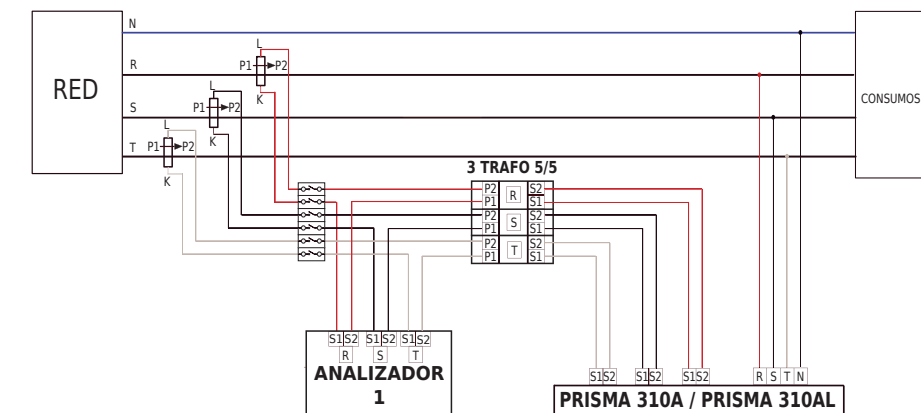 N
L
R
P1 P2
RED
L
K
CONSUMOS
S
P1 P2
L
K
T
P1 P2
3 TRAFO 5/5
K
P2 R S2
P1 S1
P2 S S2
P1 S1
P2 T S2
P1 S1
S1 S2 S1 S2 S1 S2
R S T
ANALIZADOR
1
S1 S2 S1 S2 S1 S2 R S T N
PRISMA 310A / PRISMA 310AL